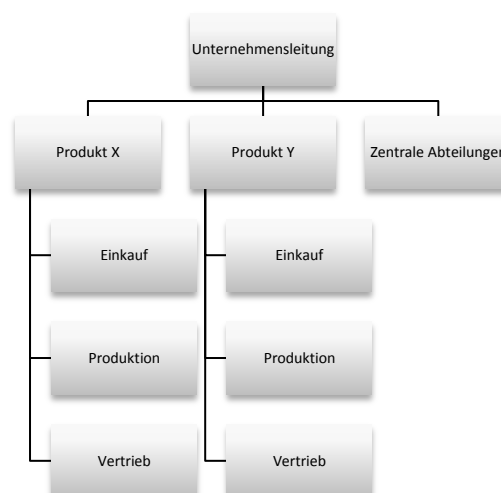 Unternehmensleitung
Produkt X
Produkt Y
Zentrale Abteilungen
Einkauf
Einkauf
Produktion
Produktion
Vertrieb
Vertrieb